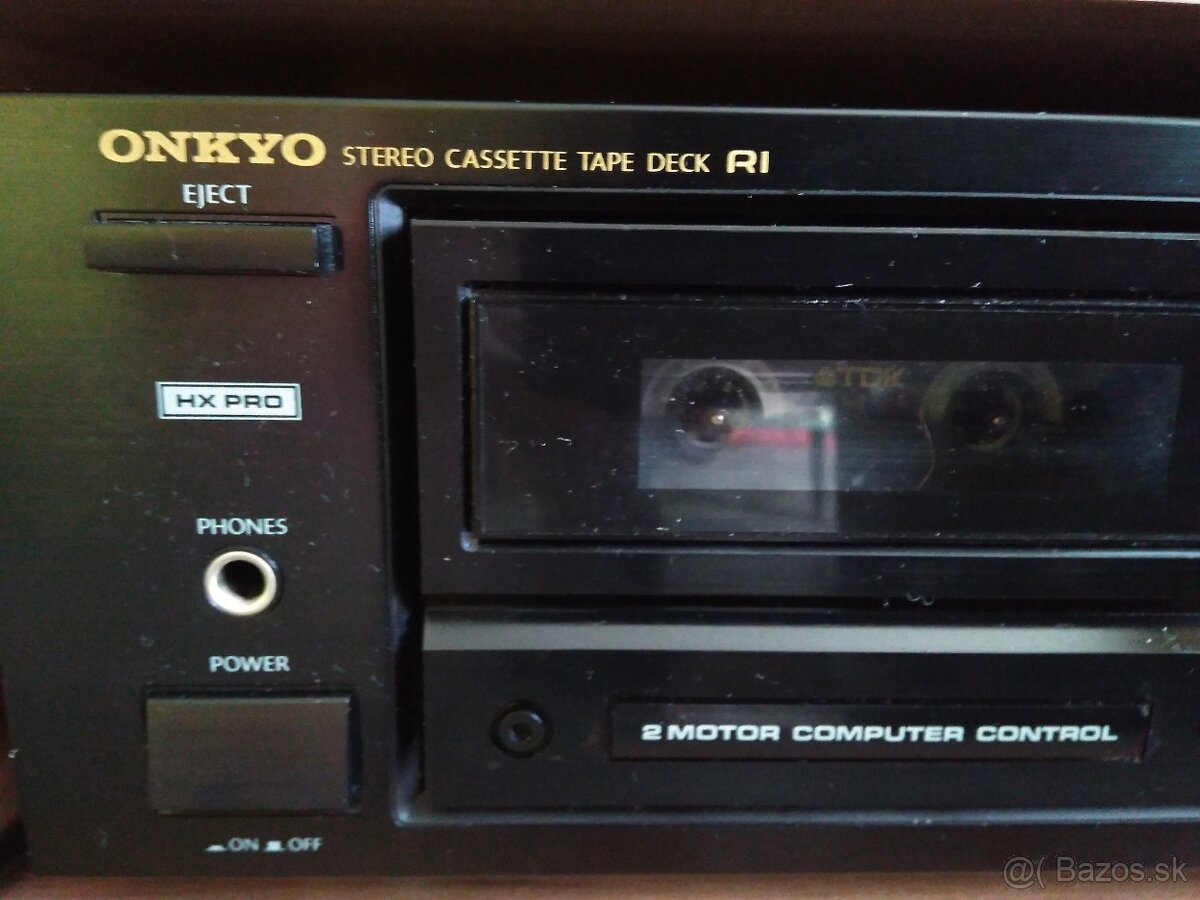 ONKYO STEREO CASSETTE TAPE DECK RI
EJECT
TDK
HX PRO
PHONES
POWER
2 MOTOR COMPUTER CONTROL
ON OFF
@( Bazos.sk